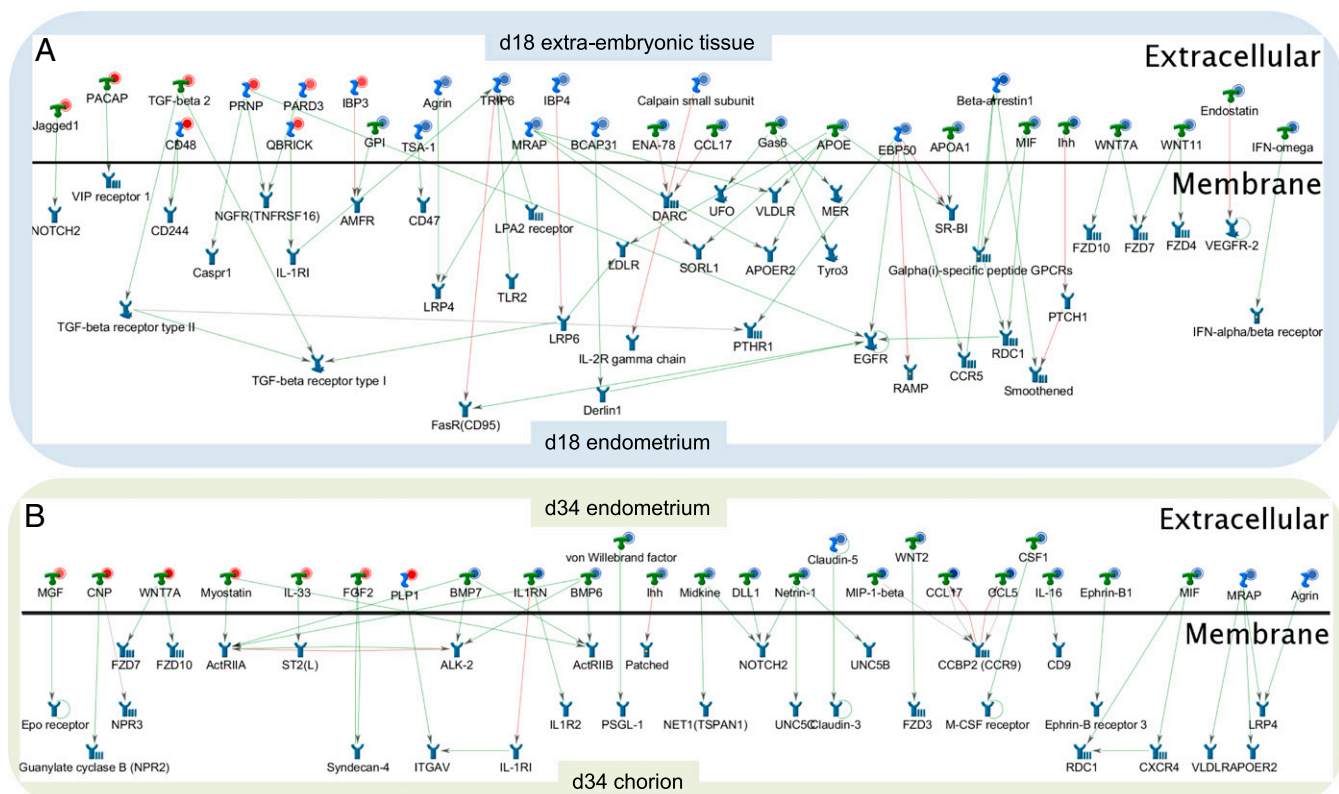 A
d18 extra-embryonic tissue
Extracellular
PACAP
TGF-beta 2
PRNP
PARD3
IBP3
Agrin
TRIP6
IBP4
Calpain small subunit
Beta-arrestin1
Endostatin
Jagged1
CD48
QBRICK
GPI
TSA-1
MRAP
BCAP31
ENA-78
CCL17
Gas6
APOE
EBP50
APOA1
MIF
Ihh
WNT7A
WNT11
IFN-omega
Membrane
VIP receptor 1
NOTCH2
CD244
NGFR(TNFRSF16)
AMFR
CD47
LPA2 receptor
DARC
UFO
VLDLR
MER
SR-BI
FZD10
FZD7
FZD4
VEGFR-2
Caspr1
IL-1RI
LDLR
SORL1
APOER2
Tyro3
Galpha(i)-specific peptide GPCRs
LRP4
TLR2
PTCH1
TGF-beta receptor type II
LRP6
IL-2R gamma chain
PTHR1
EGFR
RDC1
IFN-alpha/beta receptor
TGF-beta receptor type I
RAMP
CCR5
Smoothened
Derlin1
FasR(CD95)
d18 endometrium
B
d34 endometrium
Extracellular
von Willebrand factor
Claudin-5
WNT2
CSF1
MGF
CNP
WNT7A
Myostatin
IL-33
FGF2
PLP1
BMP7
IL1RN
BMP6
Ihh
Midkine
DLL1
Netrin-1
MIP-1-beta
CCL17
CCL5
IL-16
Ephrin-B1
MIF
MRAP
Agrin
Membrane
FZD7
FZD10
ActRIIA
ST2(L)
ALK-2
ActRIIB
Patched
NOTCH2
UNC5B
CCBP2 (CCR9)
CD9
Epo receptor
NPR3
IL1R2
PSGL-1
NET1(TSPAN1)
UNC5C
Claudin-3
FZD3
M-CSF receptor
Ephrin-B receptor 3
LRP4
Guanylate cyclase B (NPR2)
Syndecan-4
ITGAV
IL-1RI
RDC1
CXCR4
VLDLR
APOER2
d34 chorion